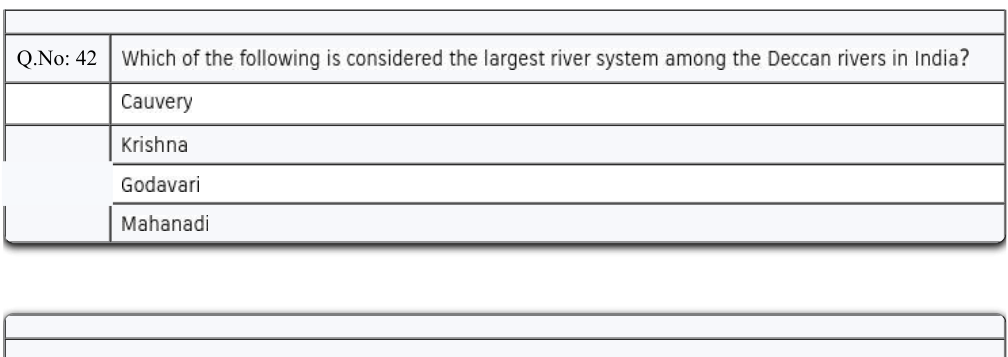 Q.No: 42 Which of the following is considered the largest river system among the Deccan rivers in India?
Cauvery
Krishna
Godavari
Mahanadi